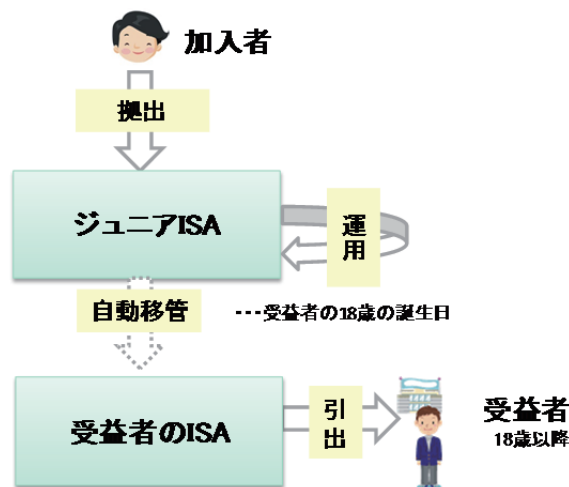 加入者
拠出
ジュニアISA
運用
自動移管
…受益者の18歳の誕生日
受益者のISA
引出
受益者
18歳以降